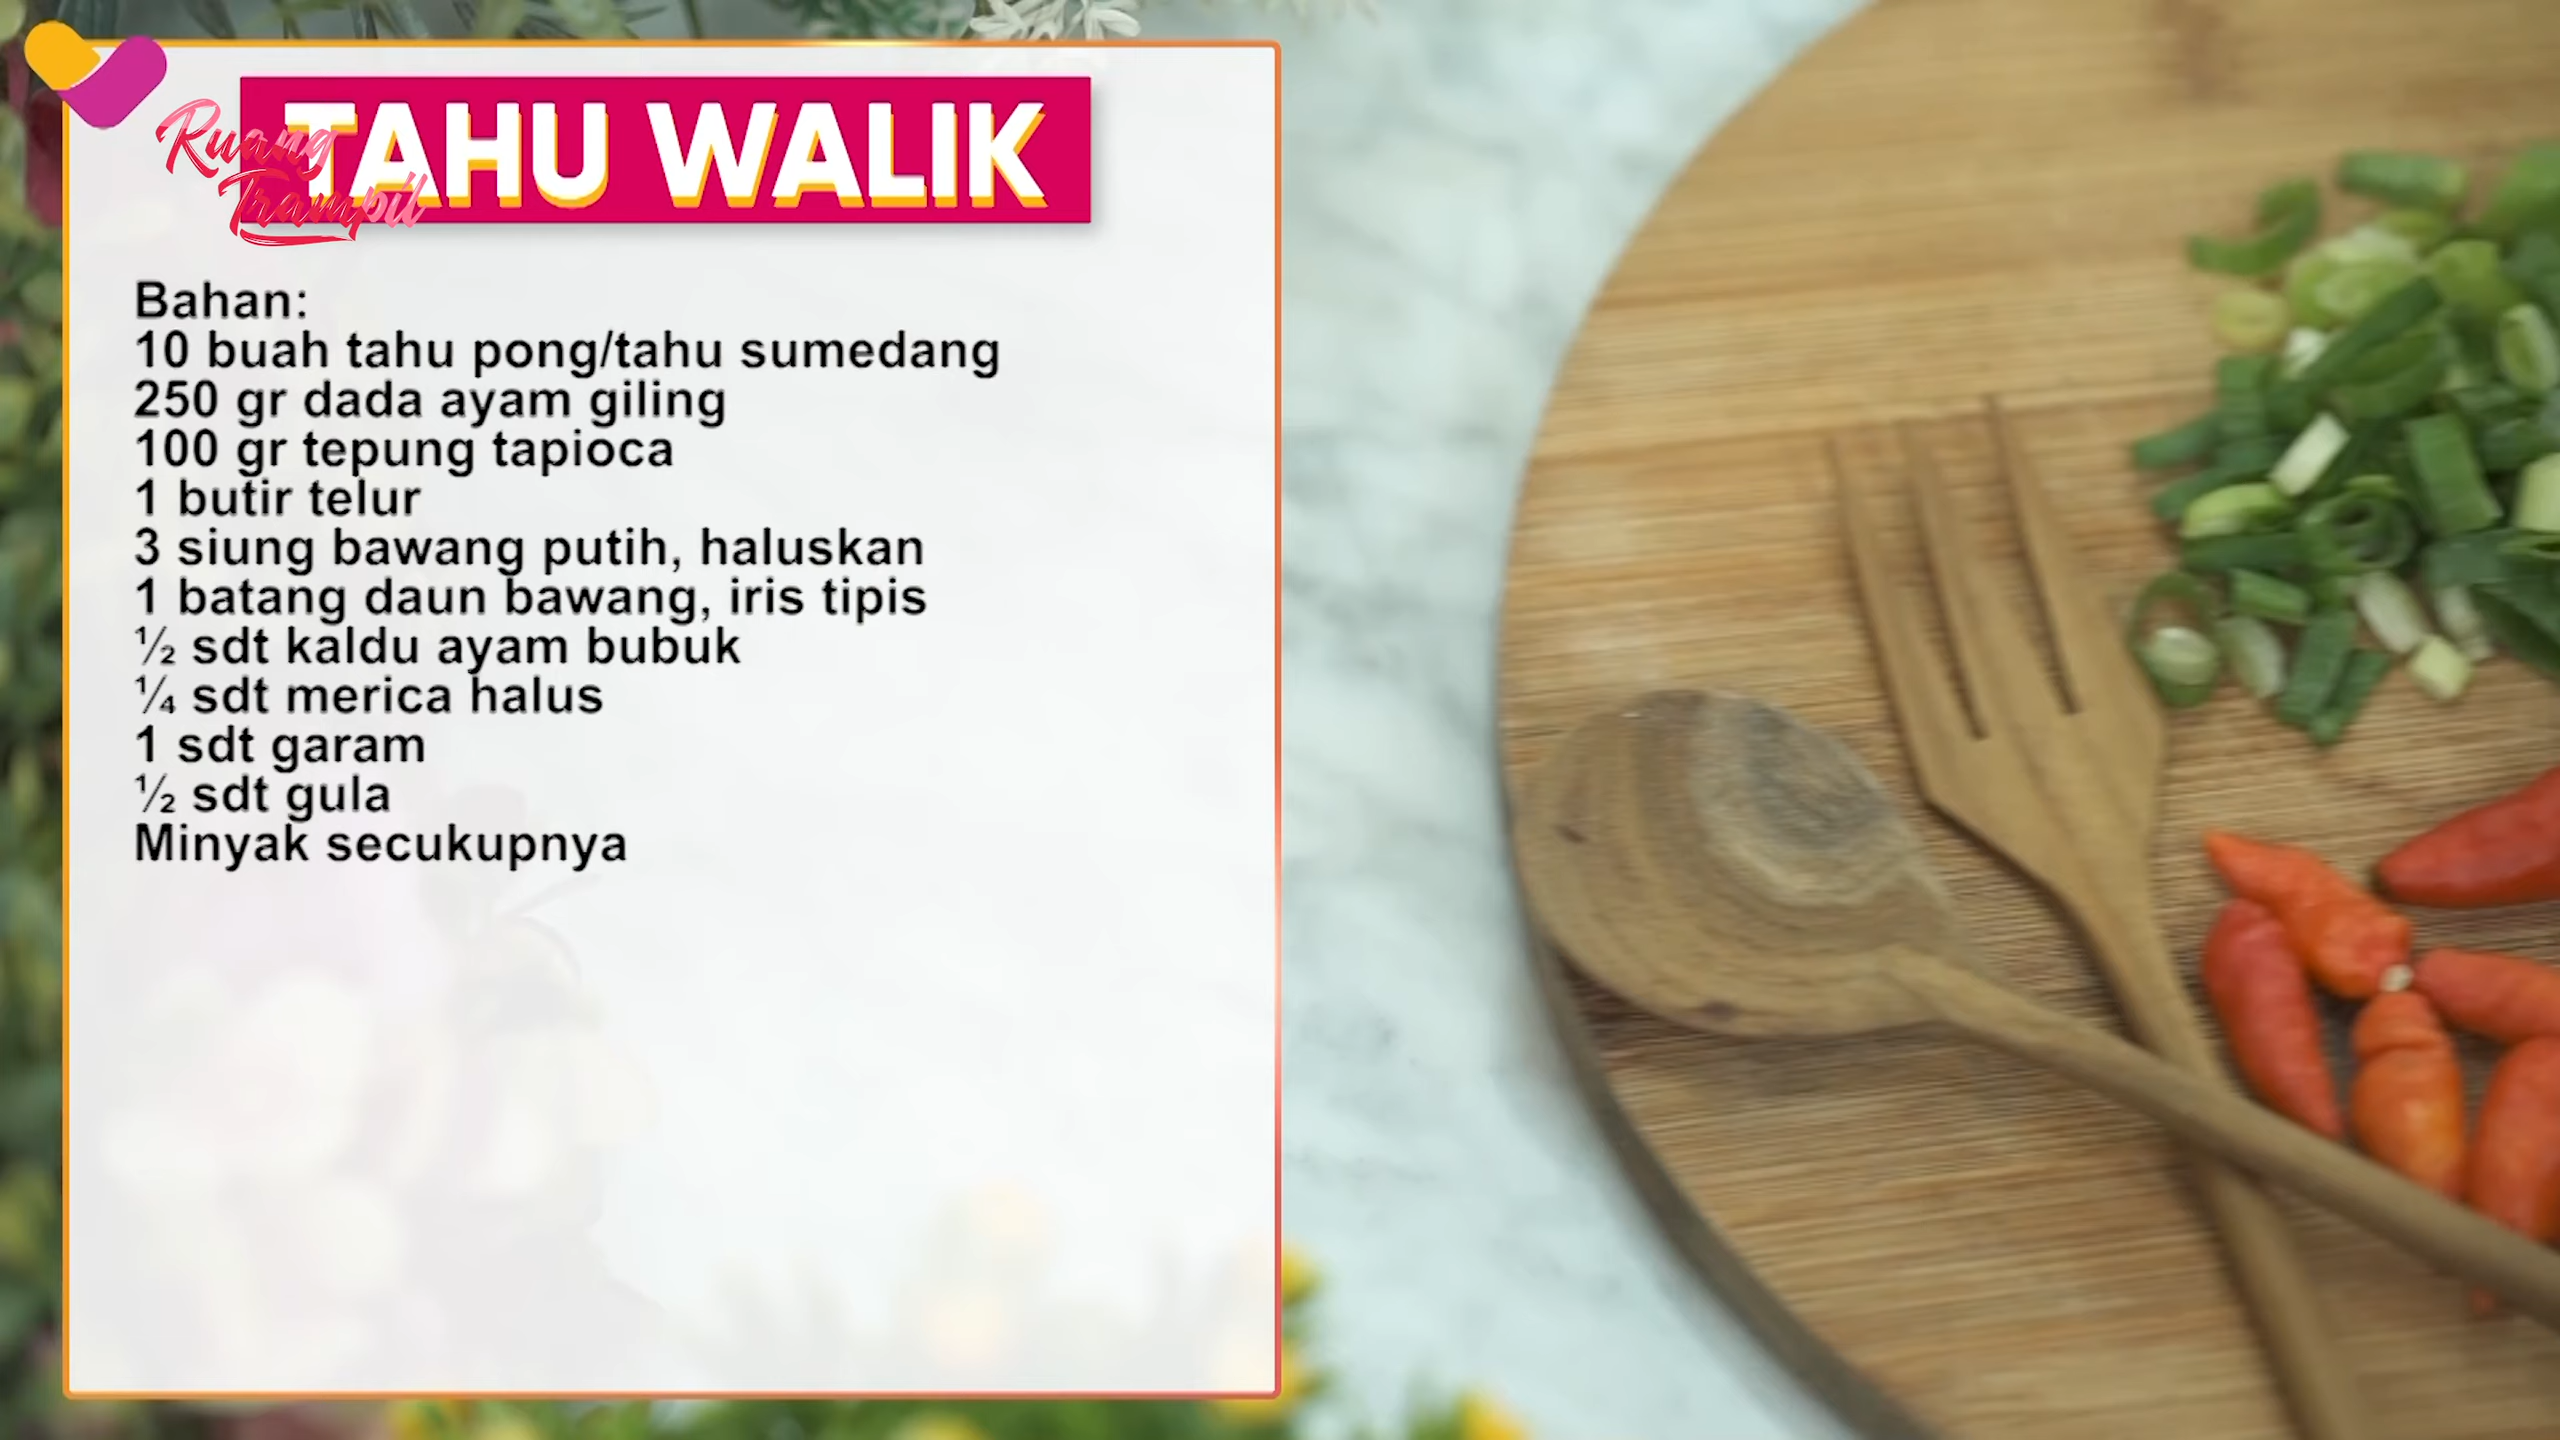 Ruang
Trampil
TAHU WALIK
Bahan:
10 buah tahu pong/tahu sumedang
250 gr dada ayam giling
100 gr tepung tapioca
1 butir telur
3 siung bawang putih, haluskan
1 batang daun bawang, iris tipis
½ sdt kaldu ayam bubuk
¼ sdt merica halus
1 sdt garam
½ sdt gula
Minyak secukupnya